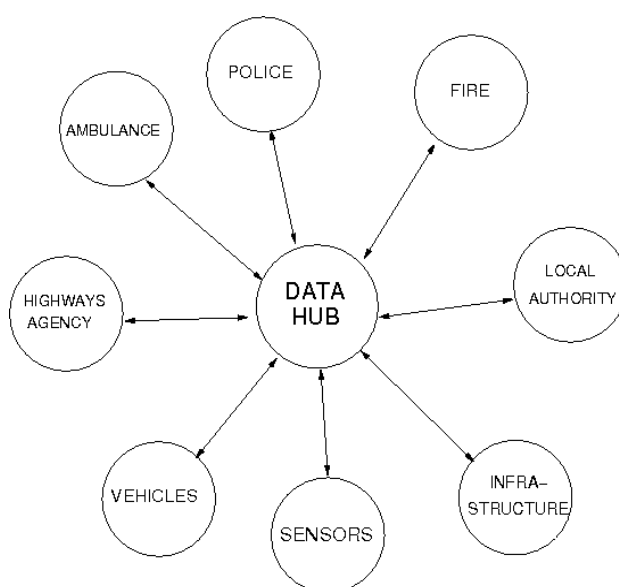 POLICE
FIRE
AMBULANCE
LOCAL
AUTHORITY
DATA
HUB
HIGHWAYS
AGENCY
VEHICLES
SENSORS
INFRA-
STRUCTURE